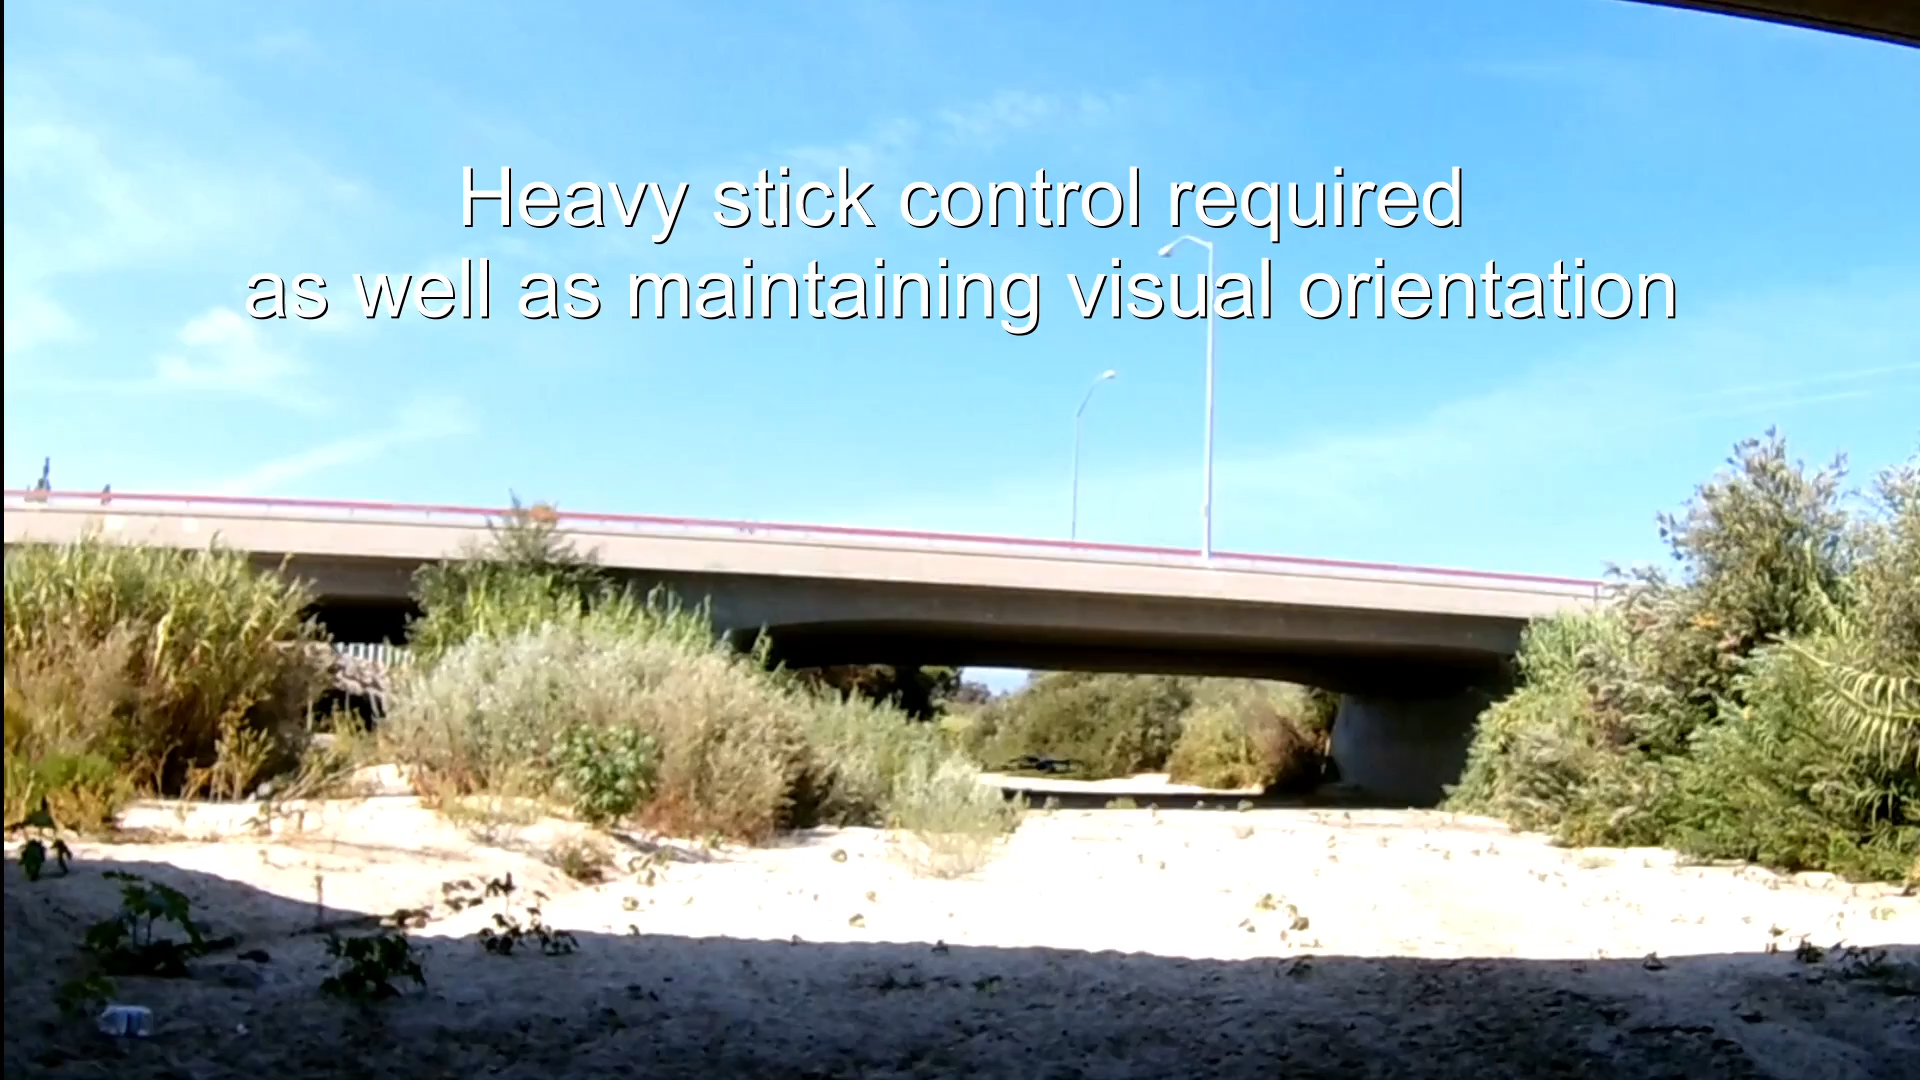 Heavy stick control required
as well as maintaining visual orientation